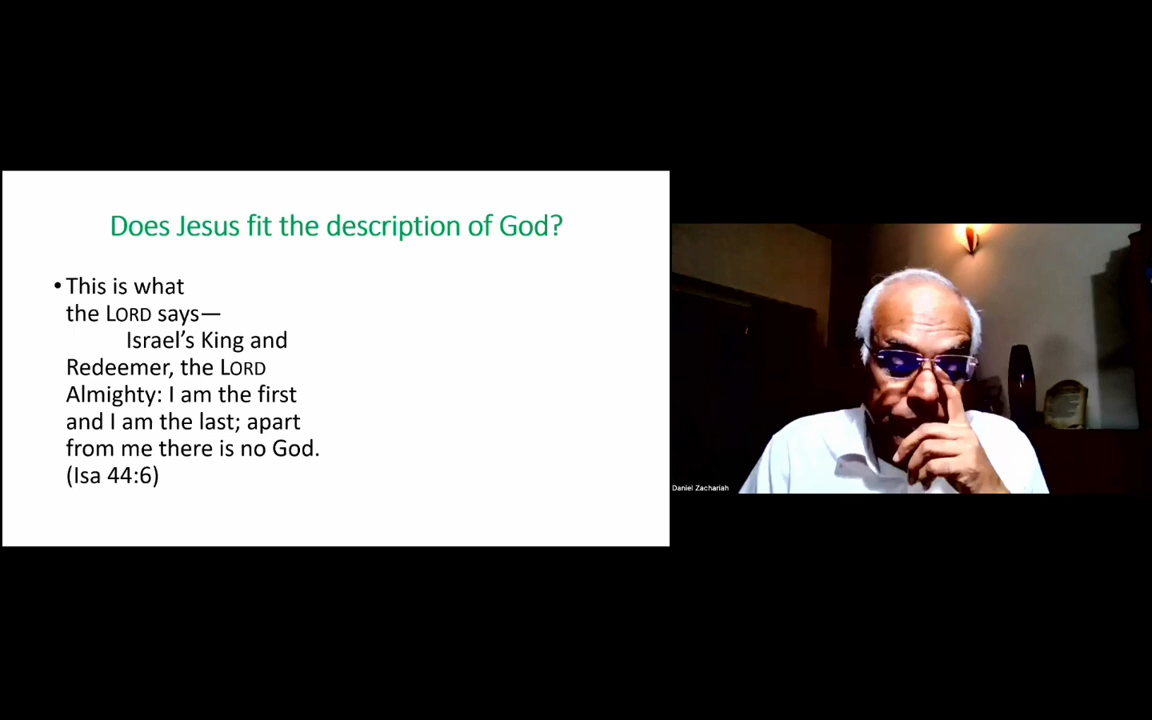 Does Jesus fit the description of God?
•This is what
the LORD says—
Israel's King and
Redeemer, the LORD
Almighty: I am the first
and I am the last; apart
from me there is no God.
(Isa 44:6)
Daniel Zachariah